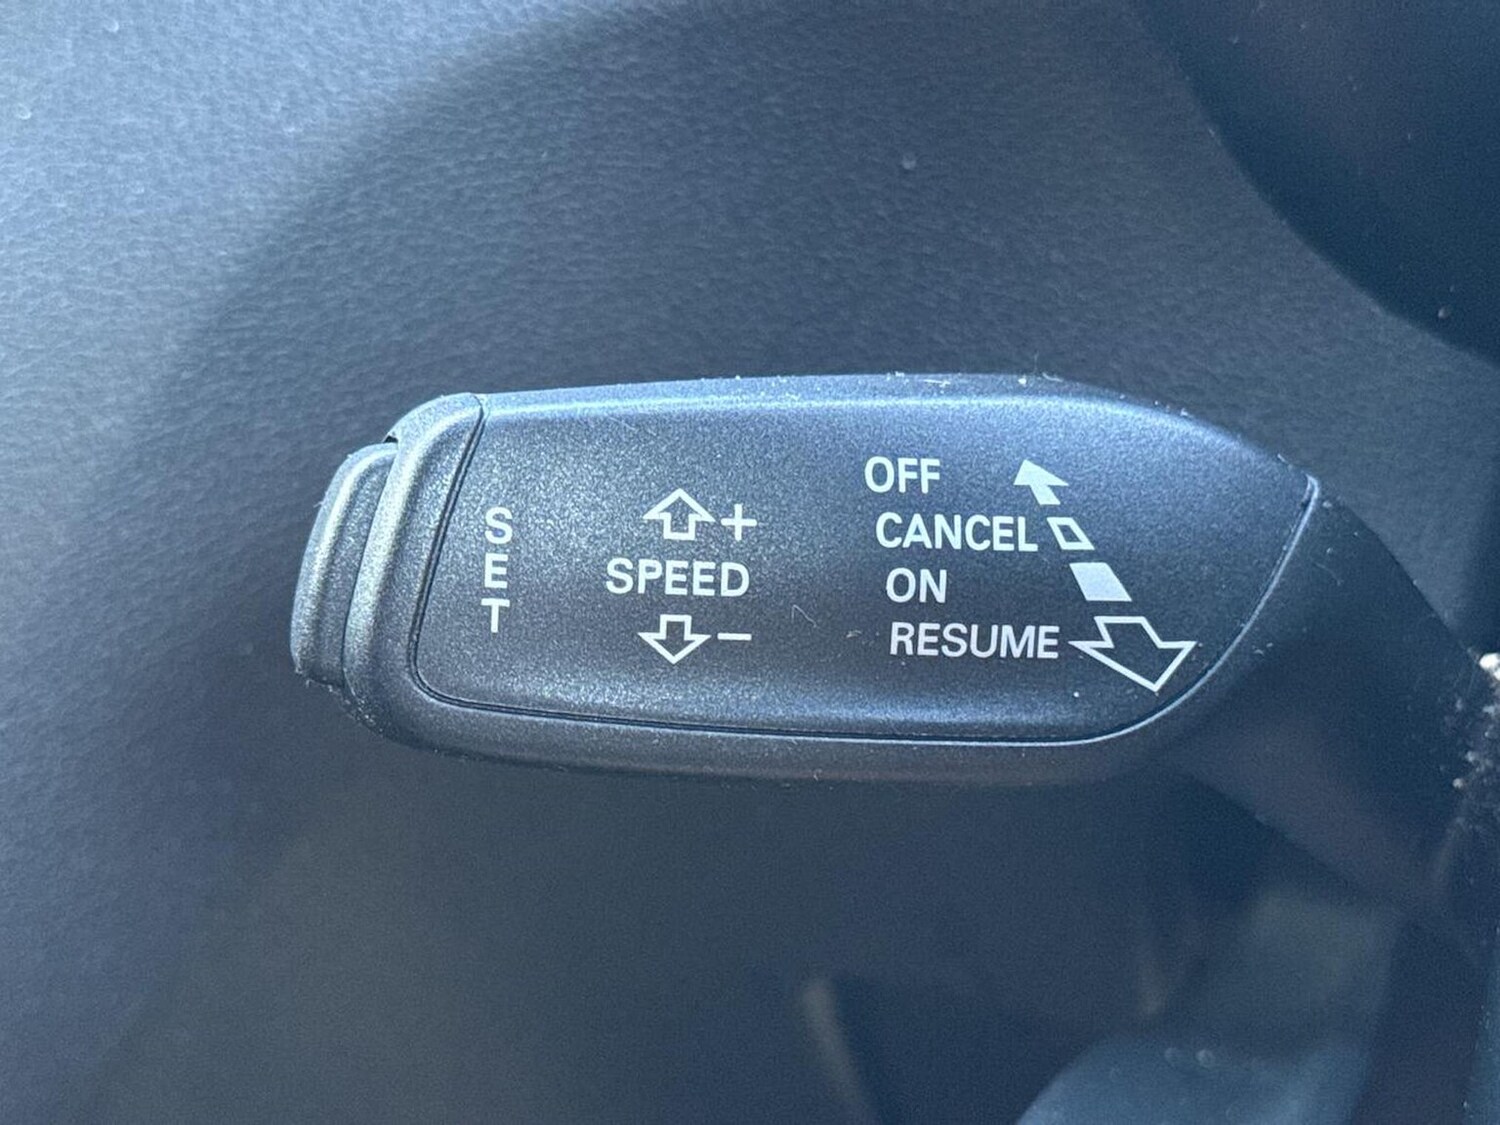 SET
+
SPEED
−
OFF
CANCEL
ON
RESUME